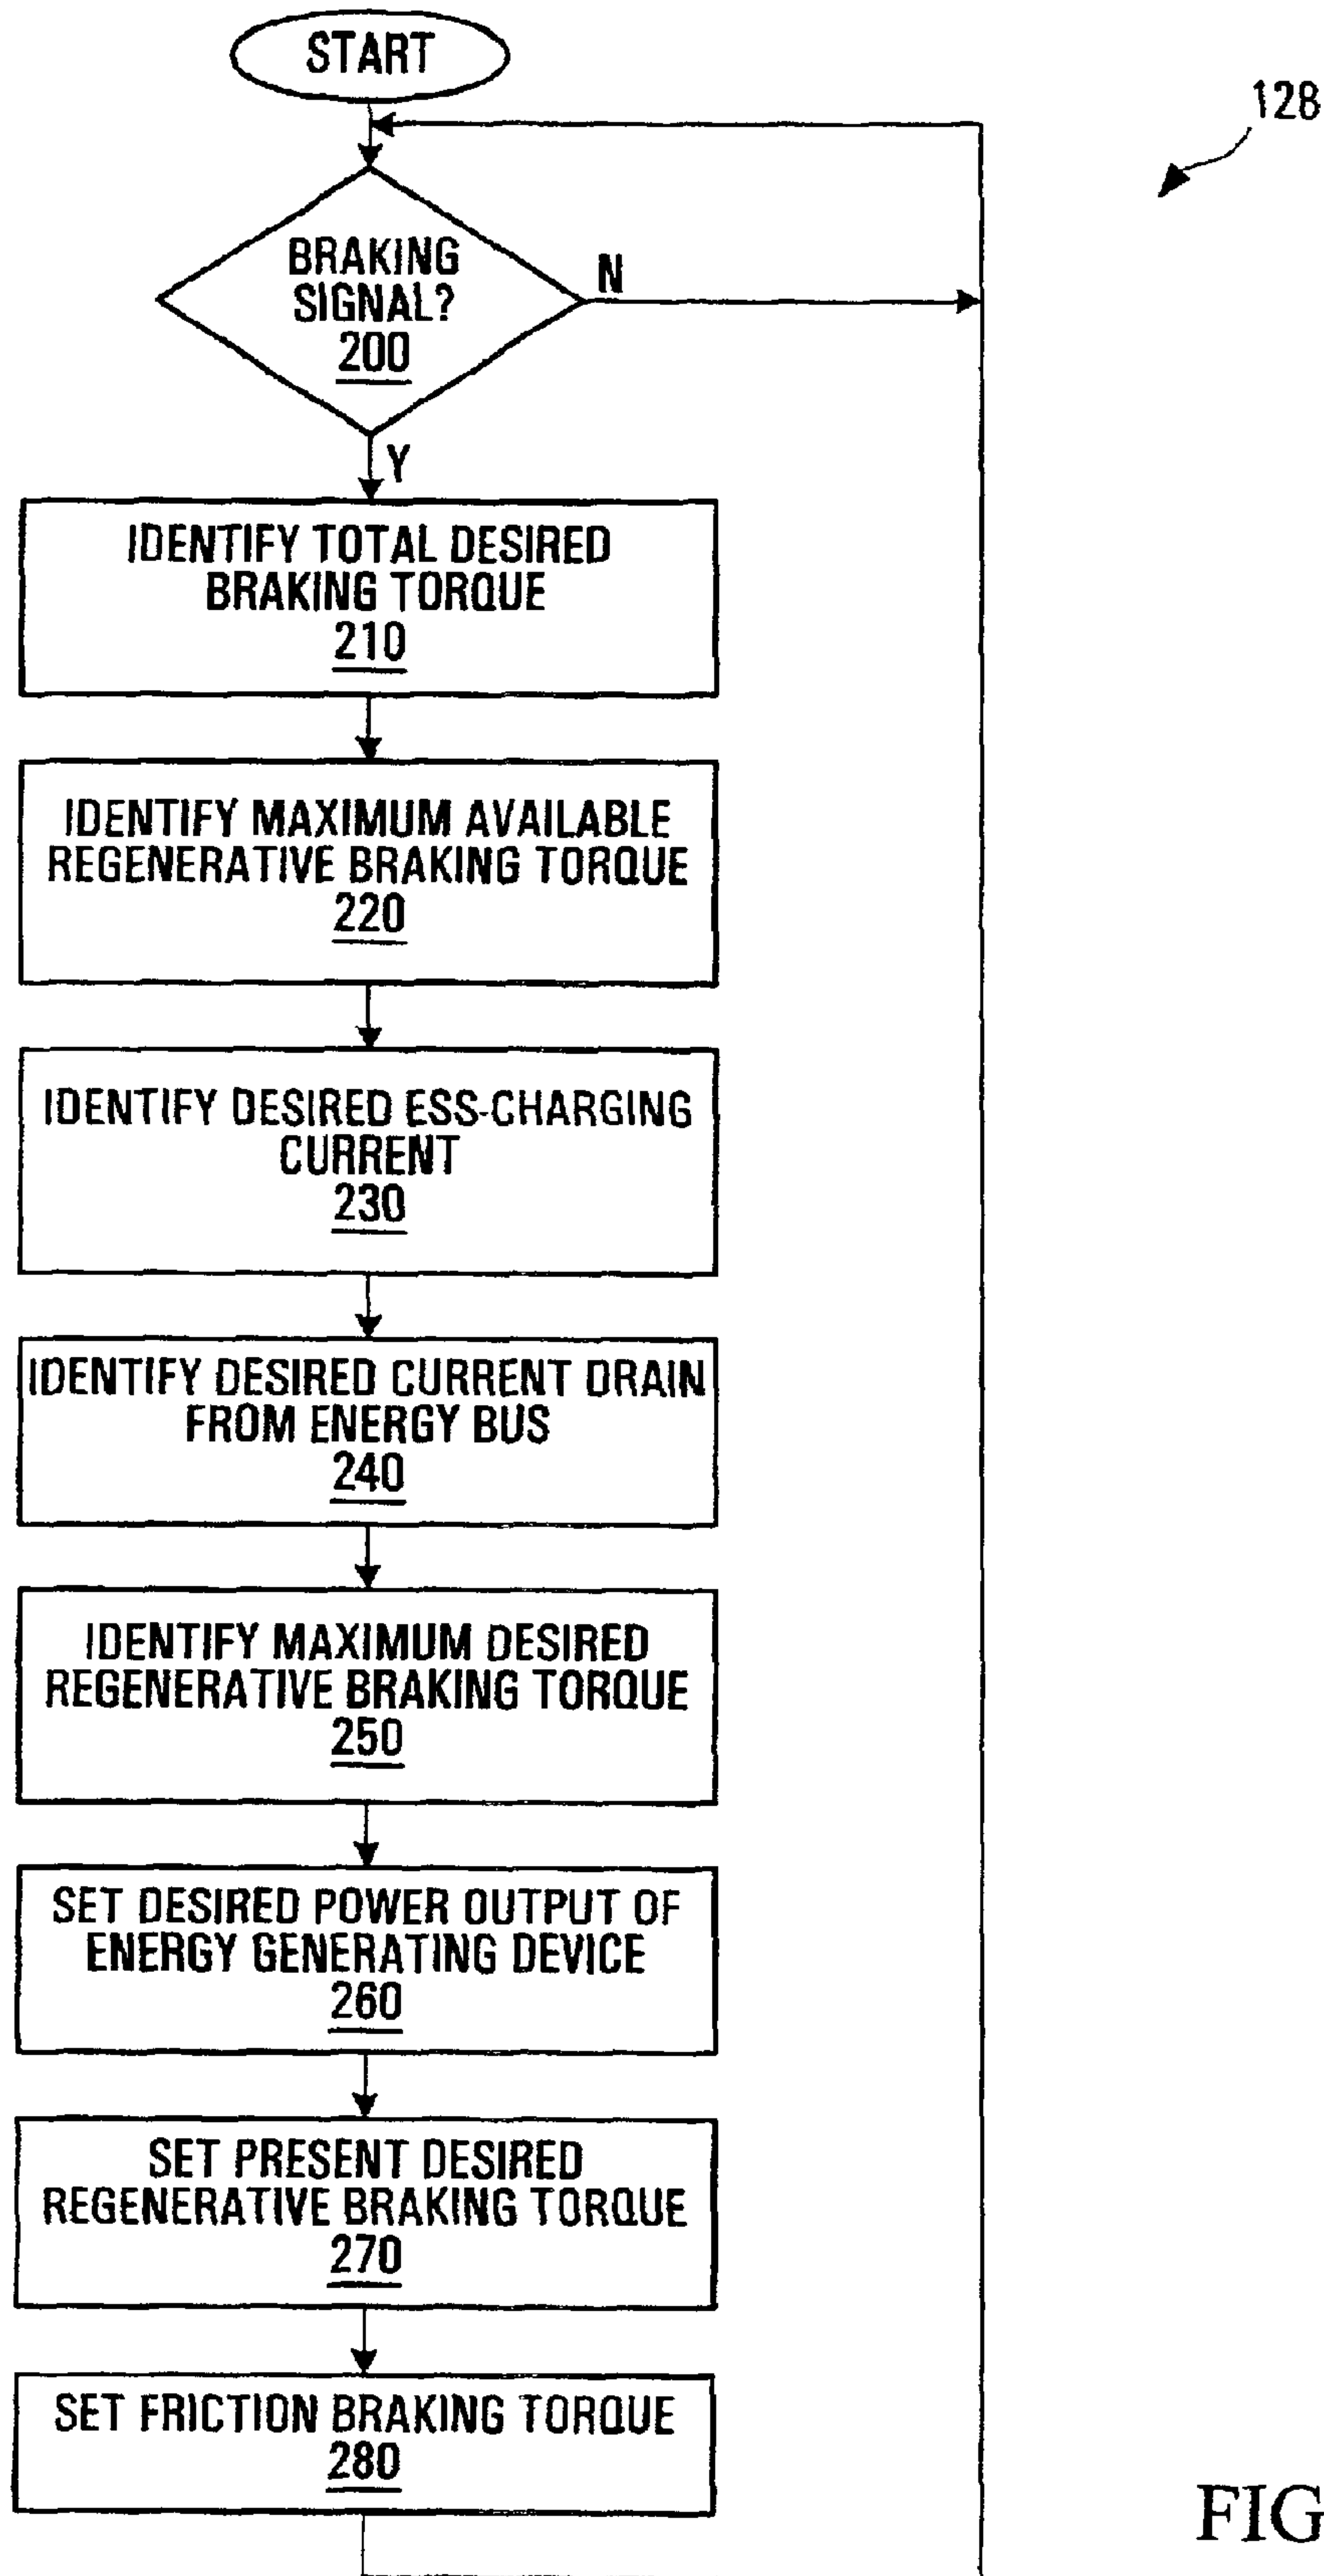 START
128
BRAKING
SIGNAL?
200
N
Y
IDENTIFY TOTAL DESIRED
BRAKING TORQUE
210
IDENTIFY MAXIMUM AVAILABLE
REGENERATIVE BRAKING TORQUE
220
IDENTIFY DESIRED ESS-CHARGING
CURRENT
230
IDENTIFY DESIRED CURRENT DRAIN
FROM ENERGY BUS
240
IDENTIFY MAXIMUM DESIRED
REGENERATIVE BRAKING TORQUE
250
SET DESIRED POWER OUTPUT OF
ENERGY GENERATING DEVICE
260
SET PRESENT DESIRED
REGENERATIVE BRAKING TORQUE
270
SET FRICTION BRAKING TORQUE
280
FIG